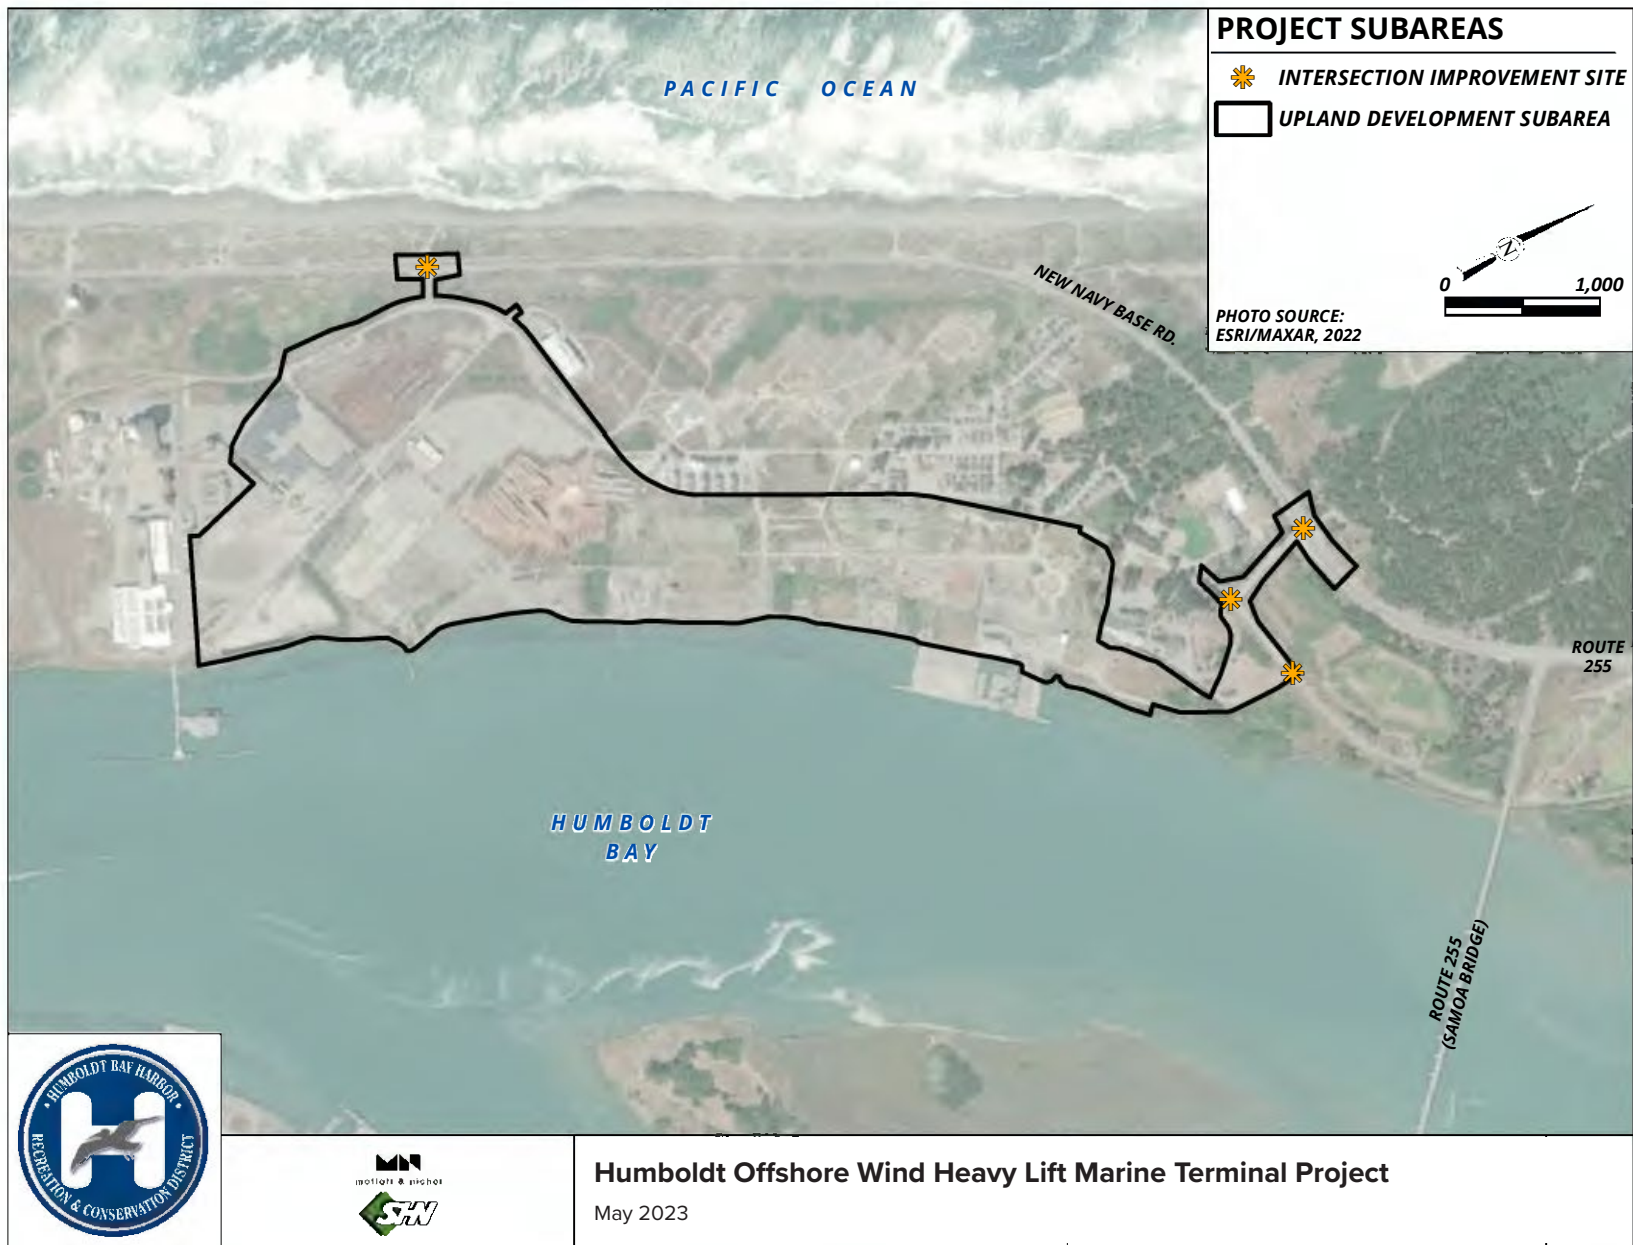 PROJECT SUBAREAS
INTERSECTION IMPROVEMENT SITE
UPLAND DEVELOPMENT SUBAREA
N
0 1,000
PHOTO SOURCE:
ESRI/MAXAR, 2022
PACIFIC OCEAN
NEW NAVY BASE RD.
ROUTE
255
HUMBOLDT
BAY
ROUTE 255
(SAMOA BRIDGE)
HUMBOLDT BAY HARBOR
RECREATION & CONSERVATION DISTRICT
H
SHN
Humboldt Offshore Wind Heavy Lift Marine Terminal Project
May 2023